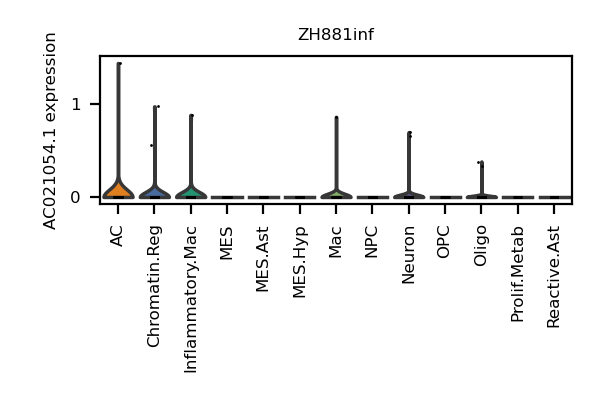 ZH881inf
AC021054.1 expression
1
0
AC
Chromatin.Reg
Inflammatory.Mac
MES
MES.Ast
MES.Hyp
Mac
NPC
Neuron
OPC
Oligo
Prolif.Metab
Reactive.Ast